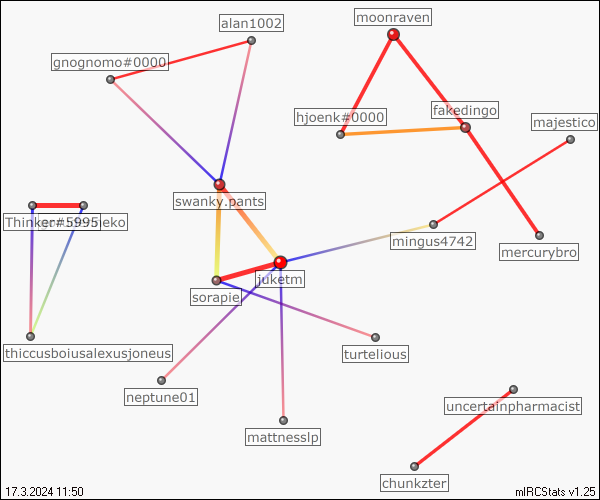 moonraven
alan1002
gnognomo#0000
hjoenk#0000
fakedingo
majestico
swanky.pants
Thinker#5995
neko
mingus4742
mercurybro
juketm
sorapie
thiccusboiusalexusjoneus
turtelious
neptune01
uncertainpharmacist
mattnesslp
chunkzter
17.3.2024 11:50
mIRCStats v1.25